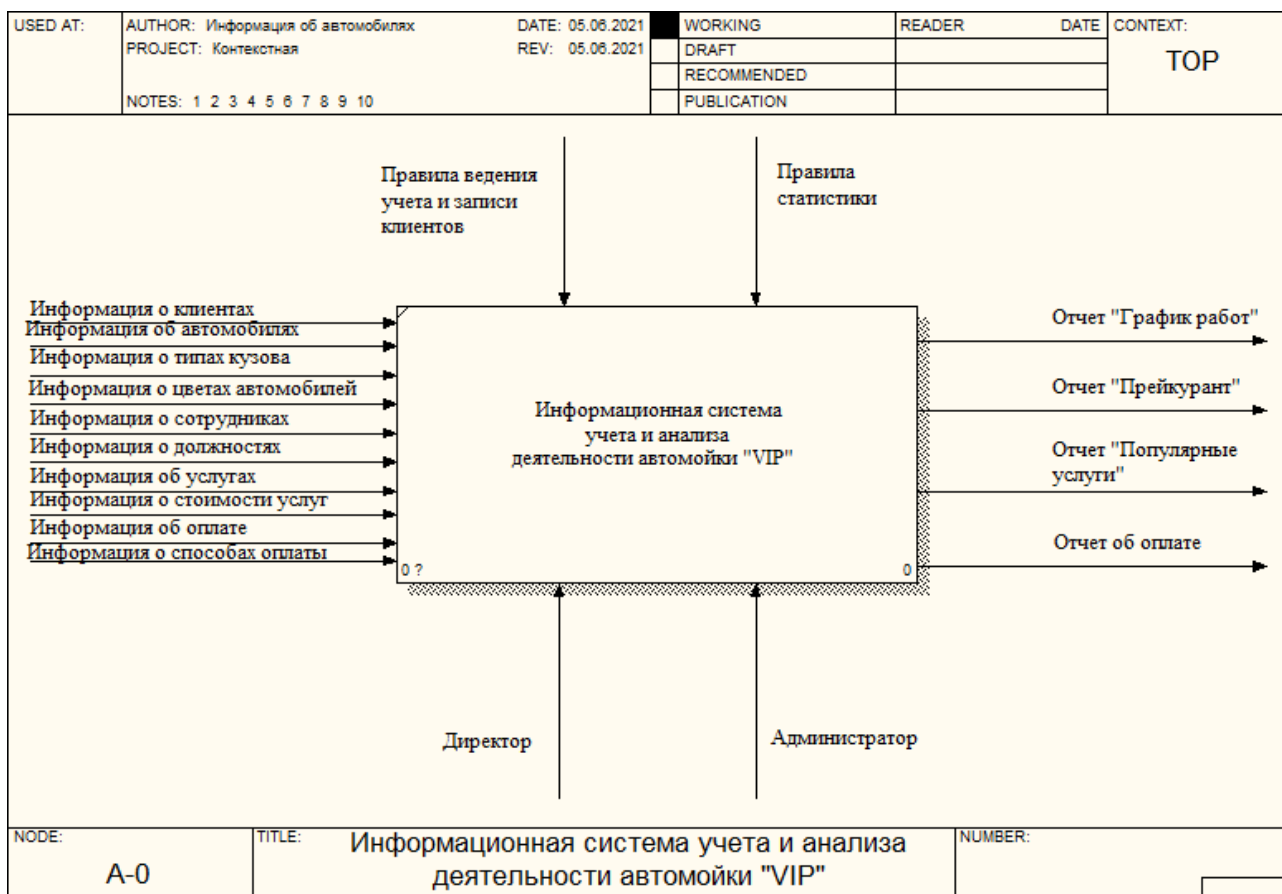 USED AT:
AUTHOR: Информация об автомобилях
DATE: 05.06.2021
PROJECT: Контекстная
REV: 05.06.2021
NOTES: 1 2 3 4 5 6 7 8 9 10
WORKING
DRAFT
RECOMMENDED
PUBLICATION
READER DATE
CONTEXT:
TOP
Правила ведения
учета и записи
клиентов
Правила
статистики
Информация о клиентах
Информация об автомобилях
Информация о типах кузова
Информация о цветах автомобилей
Информация о сотрудниках
Информация о должностях
Информация об услугах
Информация о стоимости услуг
Информация об оплате
Информация о способах оплаты
Информационная система
учета и анализа
деятельности автомойки "VIP"
0 ?
0
Отчет "График работ"
Отчет "Прейкурант"
Отчет "Популярные
услуги"
Отчет об оплате
Директор
Администратор
NODE:
A-0
TITLE:
Информационная система учета и анализа
деятельности автомойки "VIP"
NUMBER: